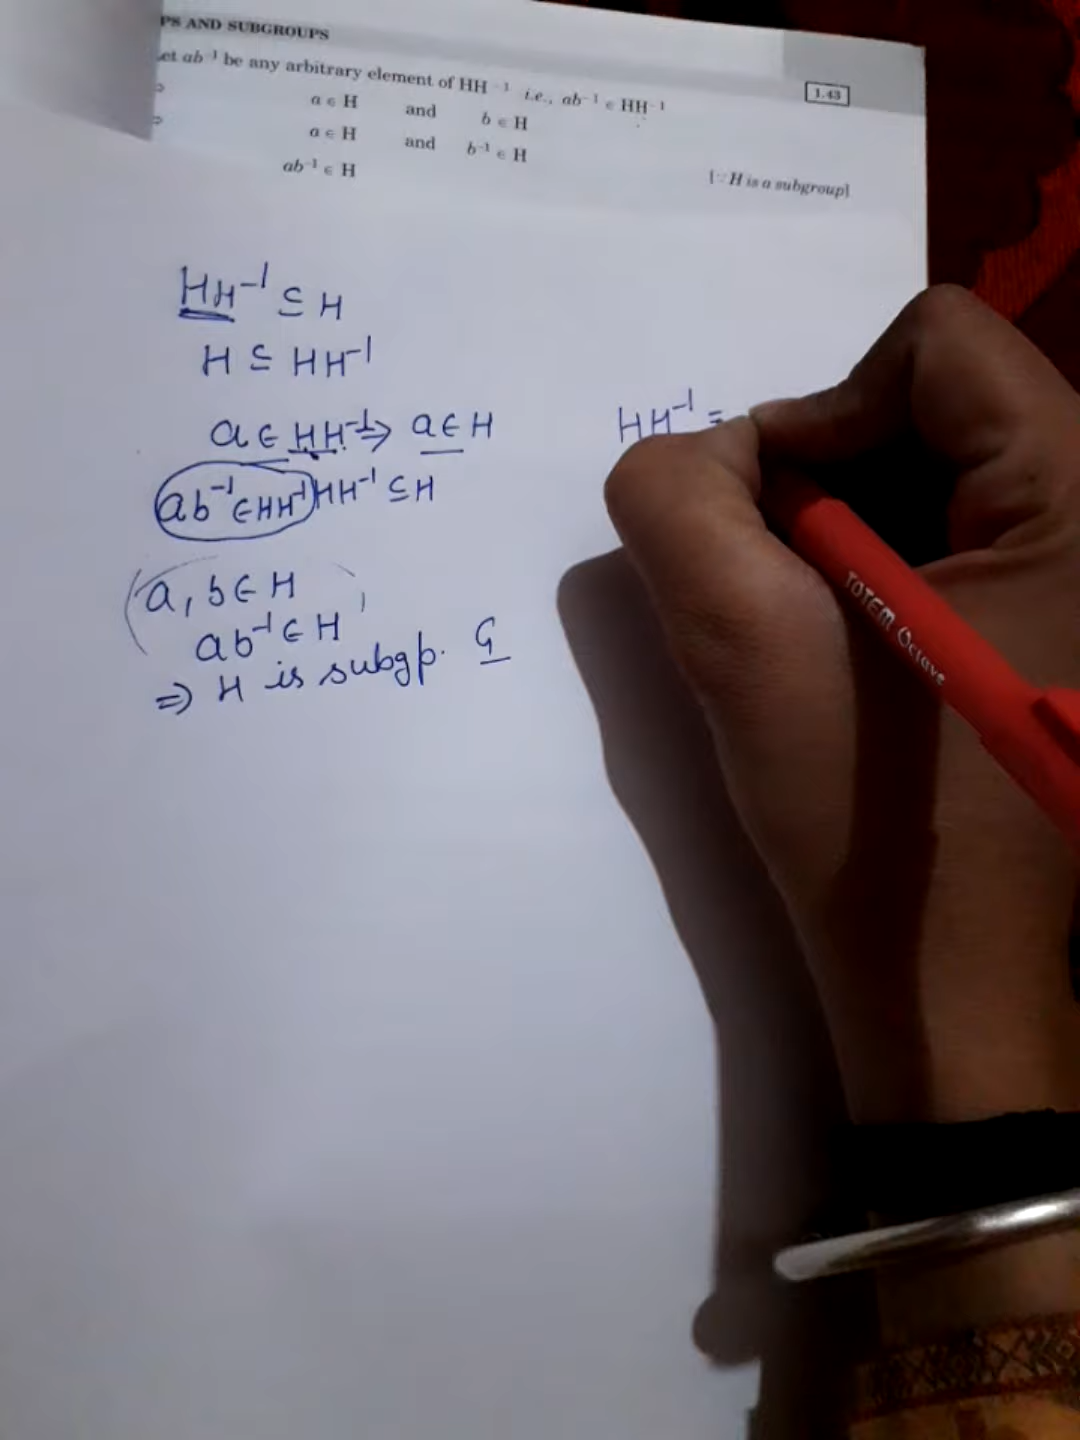 PS AND SUBGROUPS
1.43
et ab⁻¹ be any arbitrary element of HH⁻¹ i.e., ab⁻¹ ∈ HH⁻¹
⇒ a ∈ H and b ∈ H
⇒ a ∈ H and b⁻¹ ∈ H [∵ H is a subgroup]
ab⁻¹ ∈ H
HH⁻¹ ⊆ H
H ⊆ HH⁻¹
a ∈ HH⁻¹ ⇒ a ∈ H
ab⁻¹ ∈ HH⁻¹ HH⁻¹ ⊆ H
a, b ∈ H
ab⁻¹ ∈ H
⇒ H is subgp. G
HH⁻¹ =
TOTEM Octave